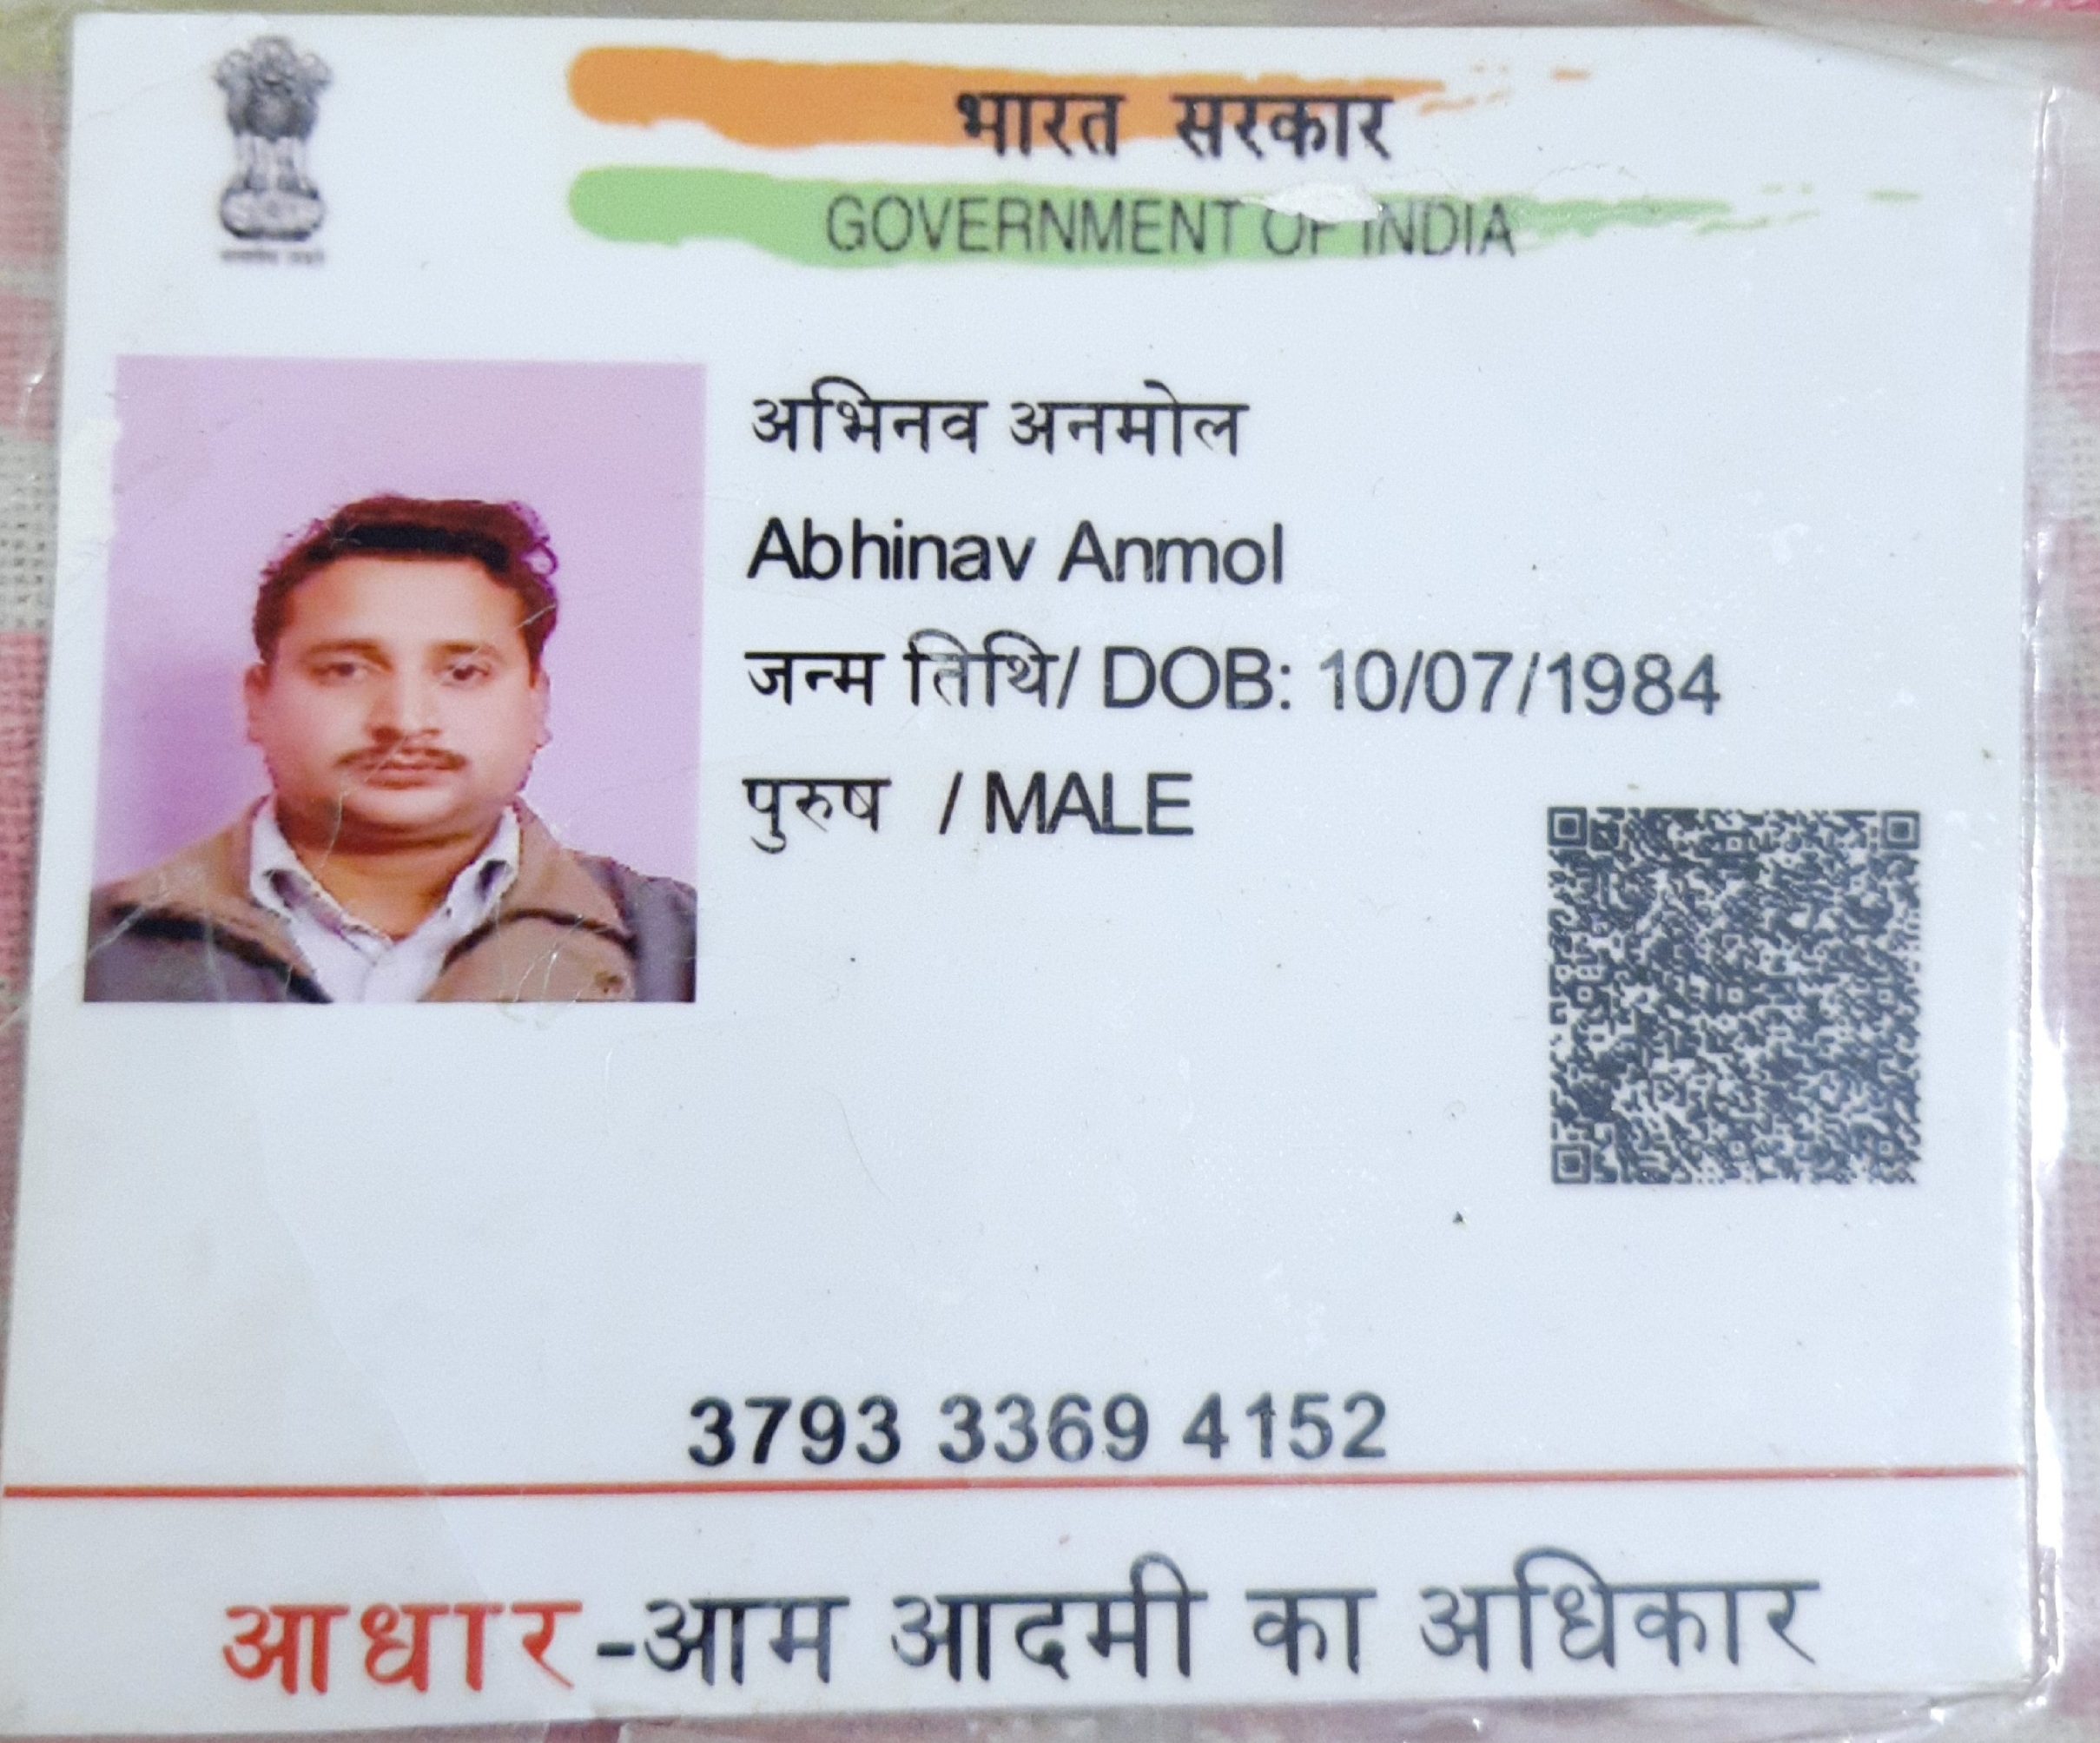 भारत सरकार
GOVERNMENT OF INDIA
अभिनव अनमोल
Abhinav Anmol
जन्म तिथि/ DOB: 10/07/1984
पुरुष / MALE
3793 3369 4152
आधार-आम आदमी का अधिकार